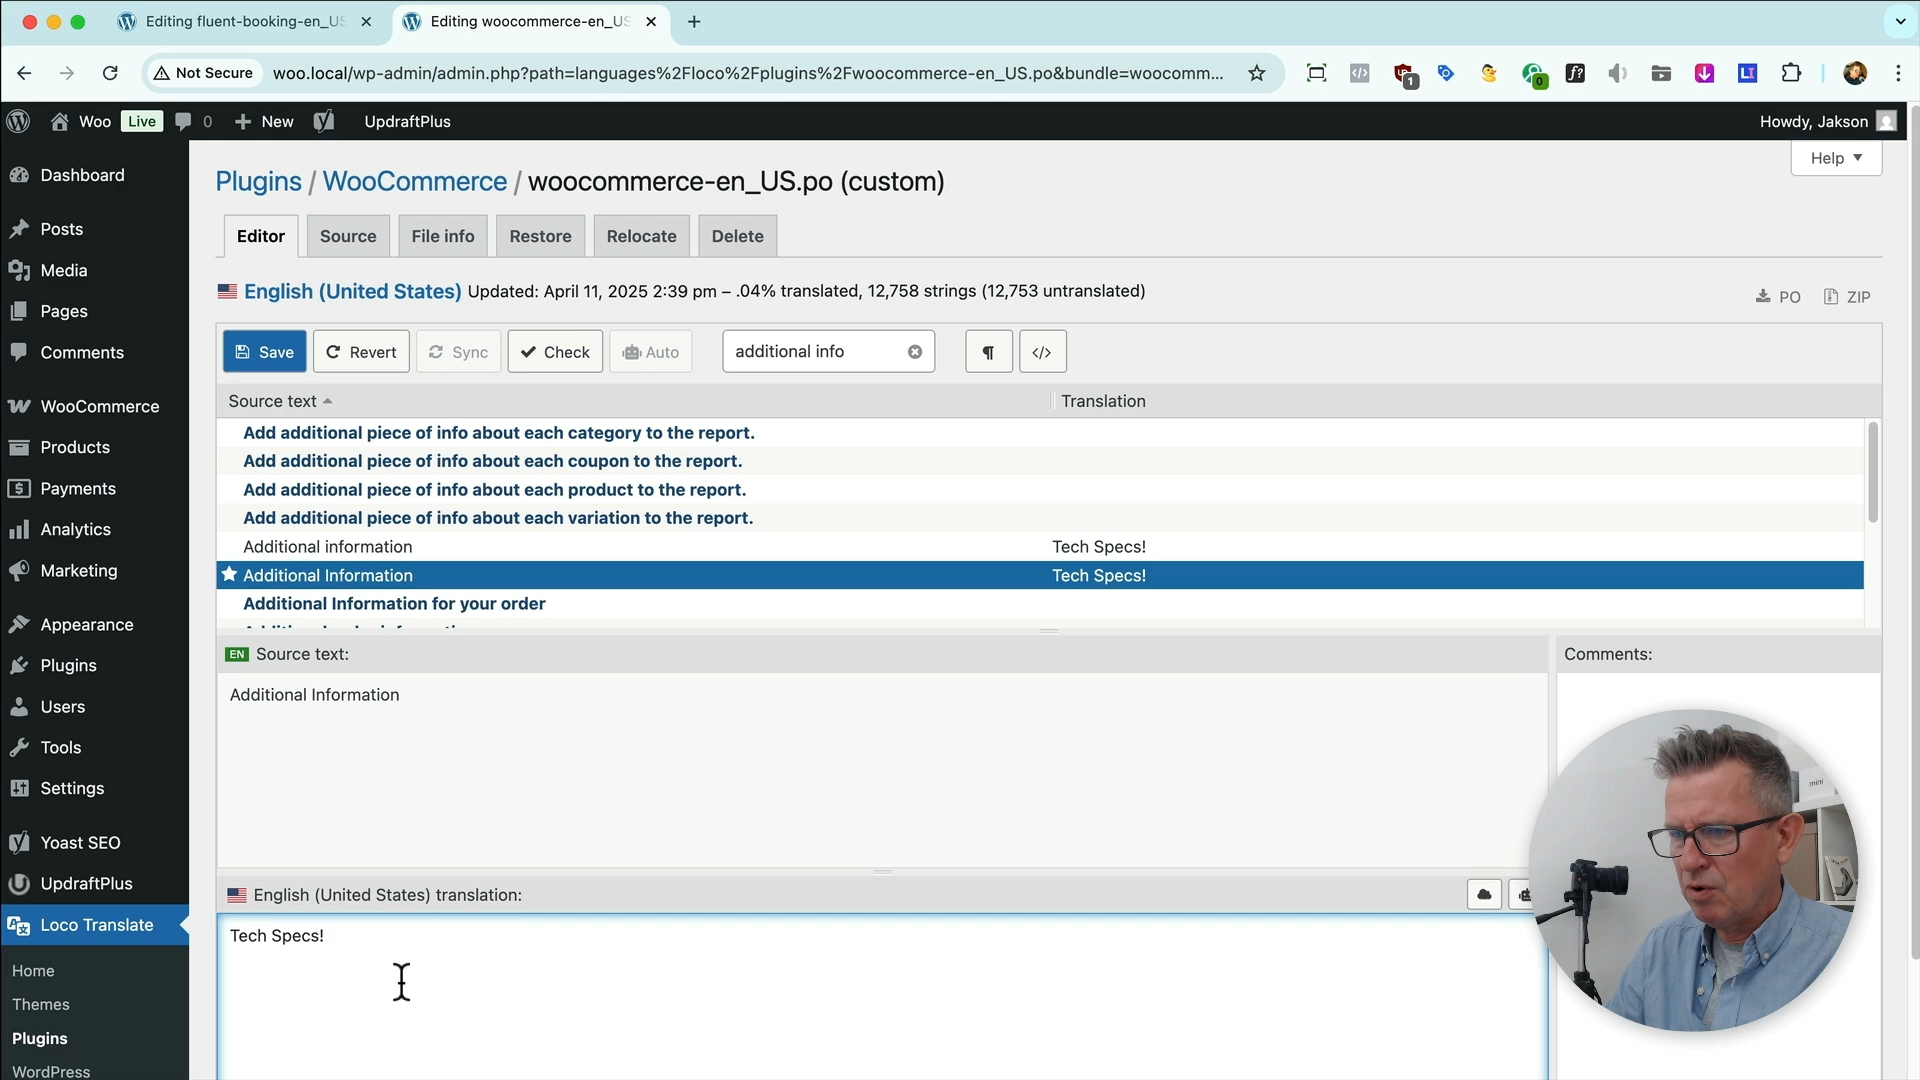 Editing fluent-booking-en_US
Editing woocommerce-en_US
Not Secure
woo.local/wp-admin/admin.php?path=languages%2Floco%2Fplugins%2Fwoocommerce-en_US.po&bundle=woocomm...
1
0
f?
LI
Woo
Live
0
New
UpdraftPlus
Howdy, Jakson
Help
Dashboard
Posts
Media
Pages
Comments
WooCommerce
Products
Payments
Analytics
Marketing
Appearance
Plugins
Users
Tools
Settings
Yoast SEO
UpdraftPlus
Loco Translate
Home
Themes
Plugins
WordPress
Plugins / WooCommerce / woocommerce-en_US.po (custom)
Editor
Source
File info
Restore
Relocate
Delete
English (United States) Updated: April 11, 2025 2:39 pm – .04% translated, 12,758 strings (12,753 untranslated)
PO
ZIP
Save
Revert
Sync
Check
Auto
additional info
¶
</>
Source text
Translation
Add additional piece of info about each category to the report.
Add additional piece of info about each coupon to the report.
Add additional piece of info about each product to the report.
Add additional piece of info about each variation to the report.
Additional information
Tech Specs!
Additional Information
Tech Specs!
Additional Information for your order
EN Source text:
Additional Information
Comments:
English (United States) translation:
Tech Specs!
mini